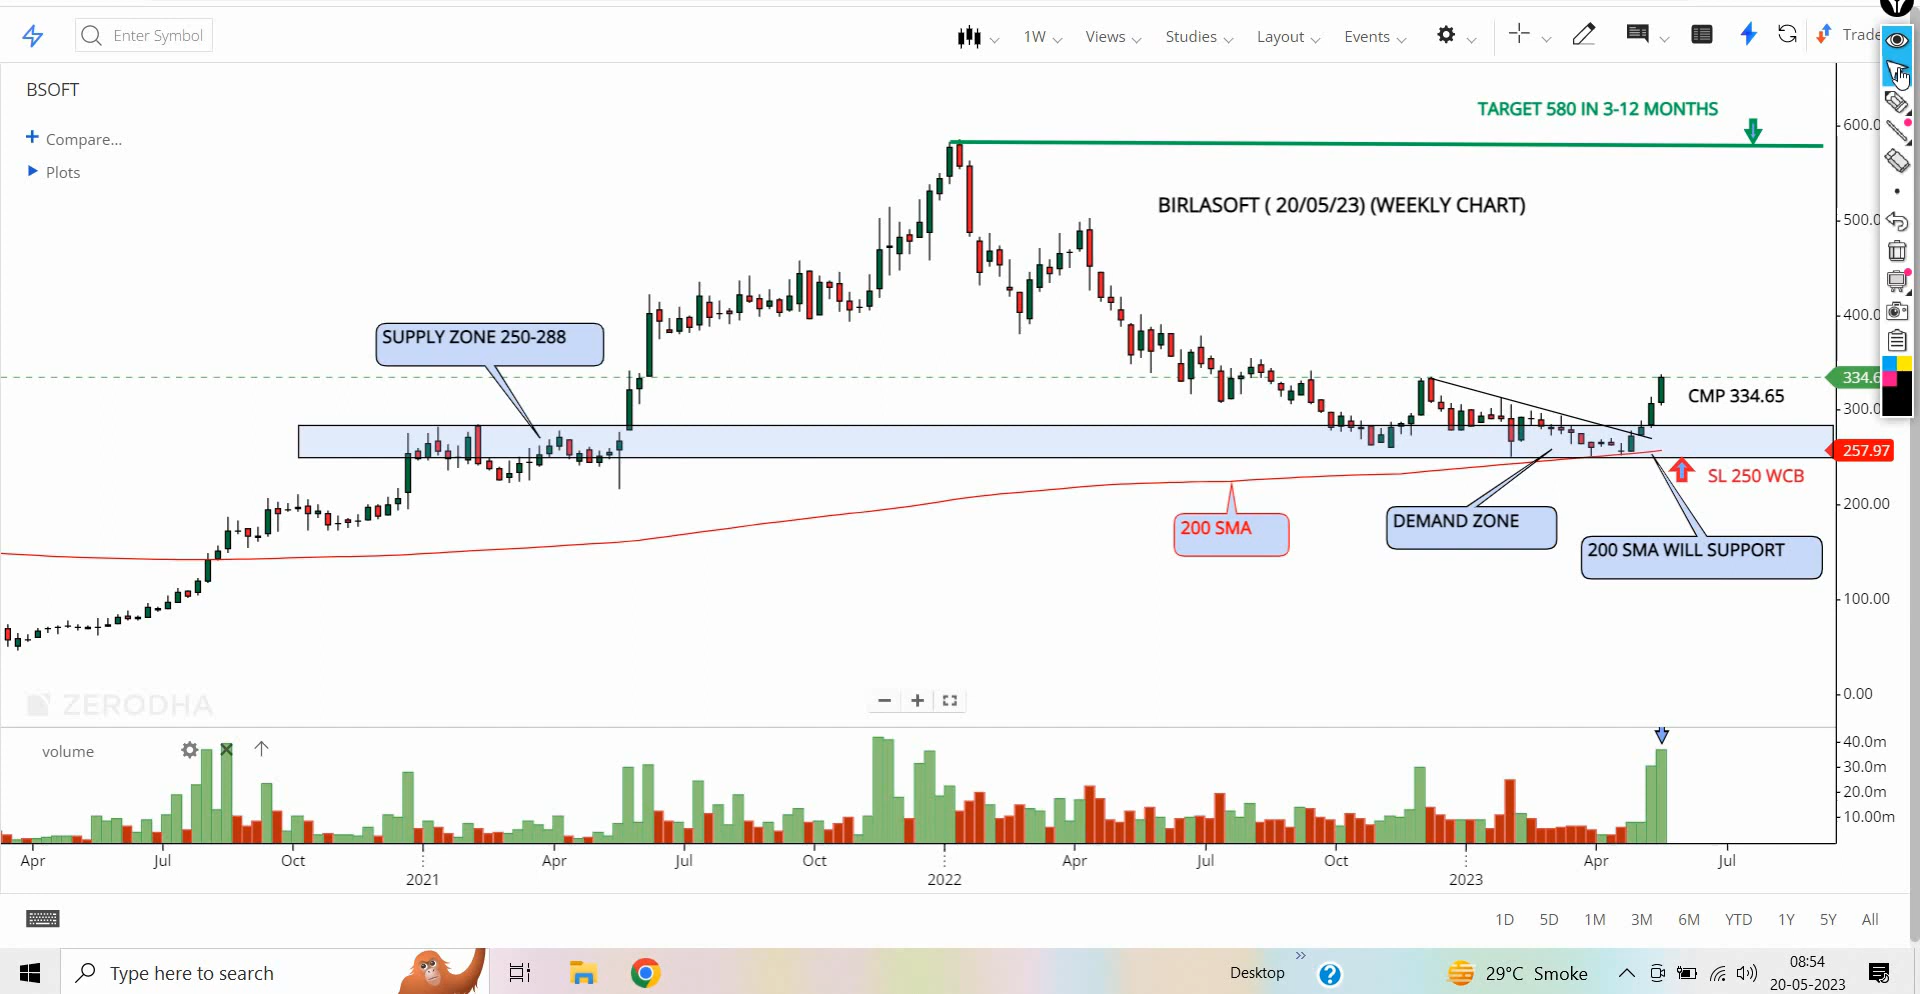 Enter Symbol
1W
Views
Studies
Layout
Events
Trade
BSOFT
Compare...
Plots
TARGET 580 IN 3-12 MONTHS
BIRLASOFT ( 20/05/23) (WEEKLY CHART)
SUPPLY ZONE 250-288
CMP 334.65
SL 250 WCB
200 SMA
DEMAND ZONE
200 SMA WILL SUPPORT
600.0
500.0
400.0
334.6
300.0
257.97
200.00
100.00
0.00
ZERODHA
volume
40.0m
30.0m
20.0m
10.00m
Apr Jul Oct Apr Jul Oct Apr Jul Oct Apr Jul
2021 2022 2023
1D 5D 1M 3M 6M YTD 1Y 5Y All
Type here to search
Desktop
29°C Smoke
08:54
20-05-2023